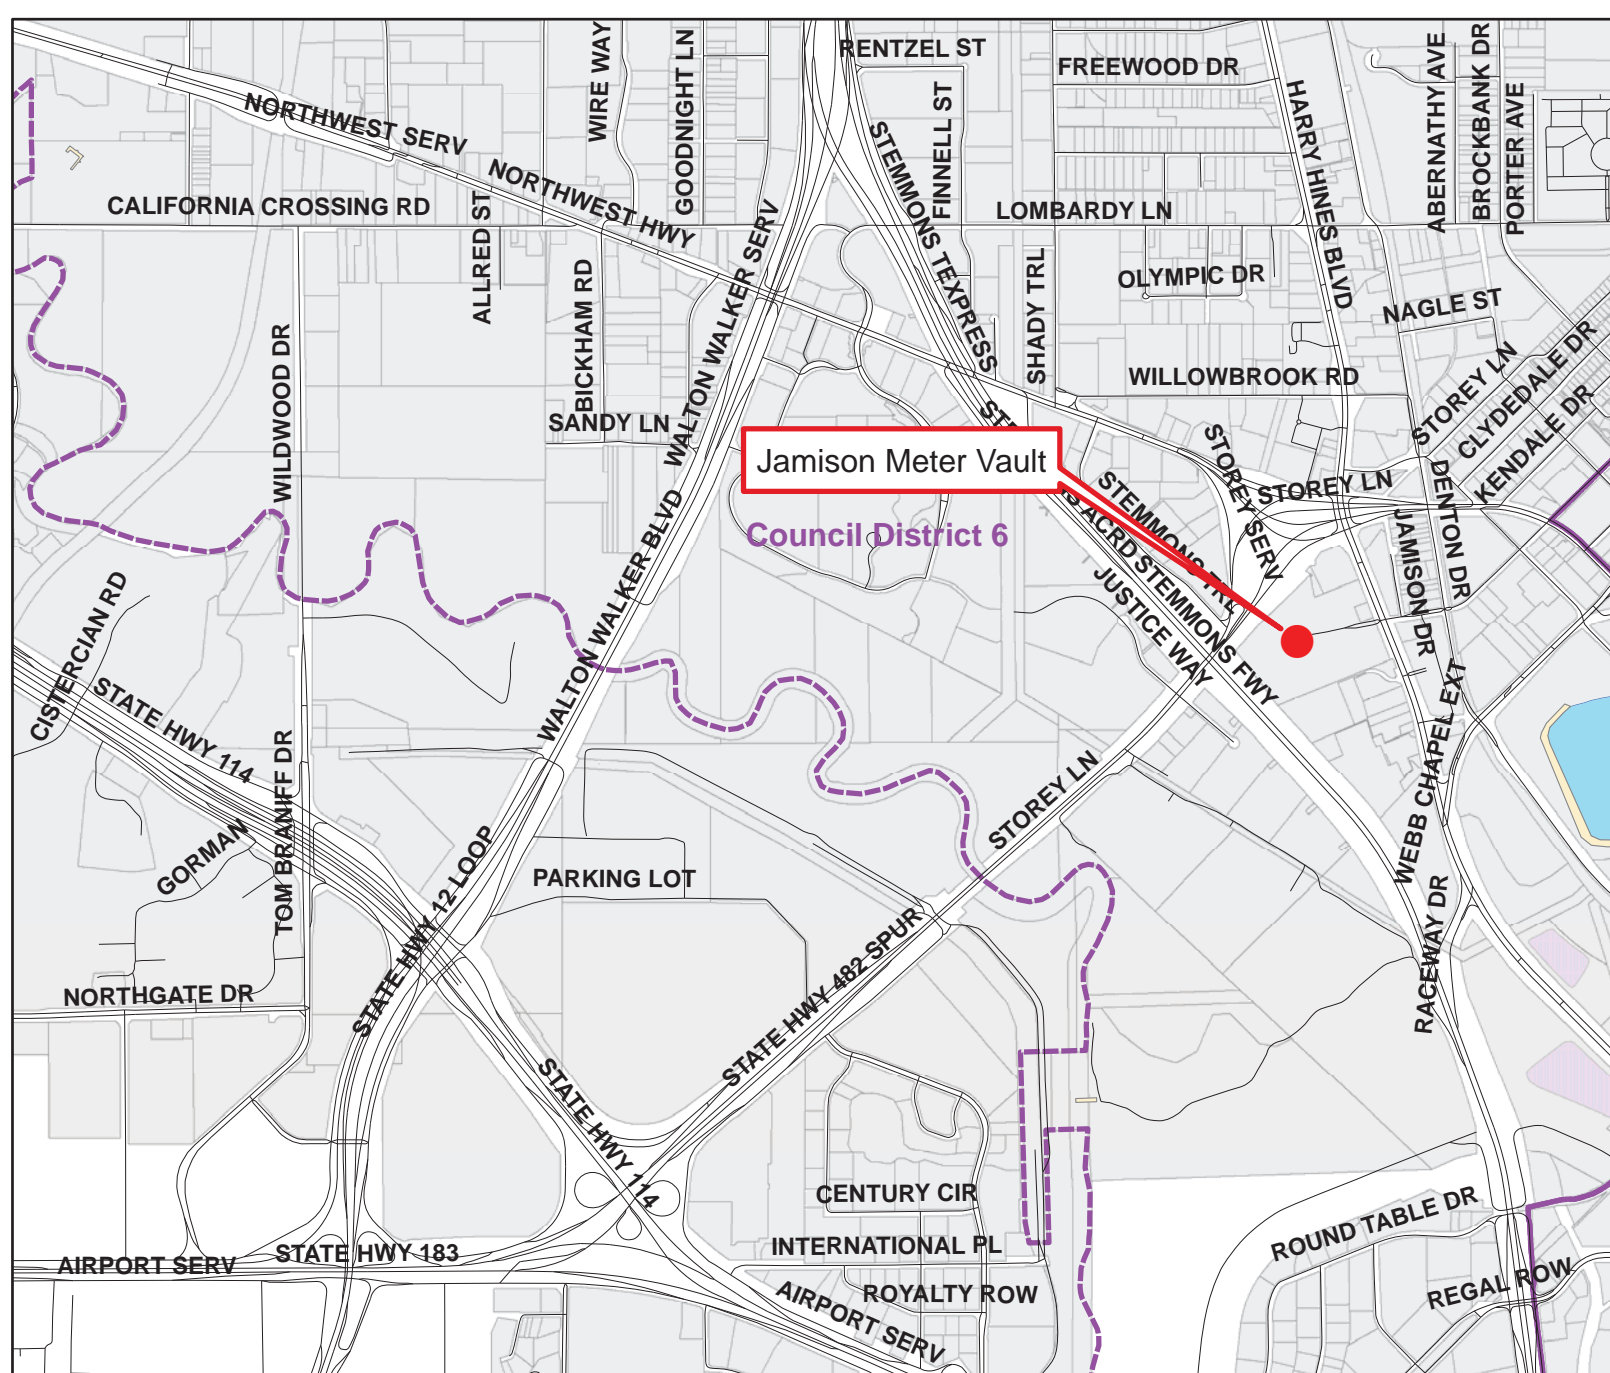 RENTZEL ST
FREEWOOD DR
WIRE WAY
GOODNIGHT LN
NORTHWEST SERV
STEMMONS TEXPRESS
FINNELL ST
HARRY HINES BLVD
ABERNATHY AVE
BROCKBANK DR
PORTER AVE
NORTHWEST HWY
CALIFORNIA CROSSING RD
ALLRED ST
LOMBARDY LN
WALTON WALKER SERV
BICKHAM RD
SHADY TRL
OLYMPIC DR
NAGLE ST
WILDWOOD DR
WILLOWBROOK RD
STOREY LN
CLYDEDALE DR
KENDALE DR
SANDY LN
Jamison Meter Vault
STOREY SERV
STOREY LN
STEMMONS TRL
ACRD STEMMONS FWY
DENTON DR
JAMISON DR
Council District 6
WALTON WALKER BLVD
JUSTICE WAY
CISTERCIAN RD
STATE HWY 114
WEBB CHAPEL EXT
TOM BRANIFF DR
STOREY LN
GORMAN
STATE HWY 12 LOOP
PARKING LOT
RACEWAY DR
STATE HWY 482 SPUR
NORTHGATE DR
STATE HWY 114
CENTURY CIR
ROUND TABLE DR
INTERNATIONAL PL
STATE HWY 183
AIRPORT SERV
ROYALTY ROW
REGAL ROW
AIRPORT SERV